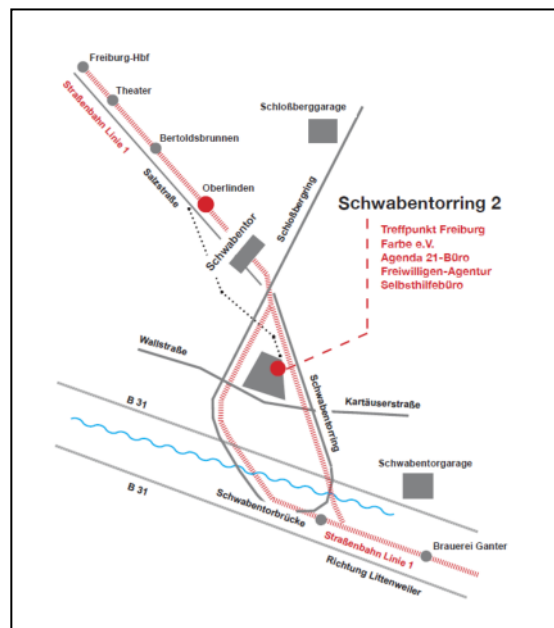 Freiburg-Hbf
Theater
Straßenbahn Linie 1
Bertoldsbrunnen
Salzstraße
Oberlinden
Schloßberggarage
Schloßbergring
Schwabentor
Schwabentorring 2
Treffpunkt Freiburg
Farbe e.V.
Agenda 21-Büro
Freiwilligen-Agentur
Selbsthilfebüro
Wallstraße
Schwabentorring
Kartäuserstraße
B 31
B 31
Schwabentorgarage
Schwabentorbrücke
Straßenbahn Linie 1
Brauerei Ganter
Richtung Littenweiler